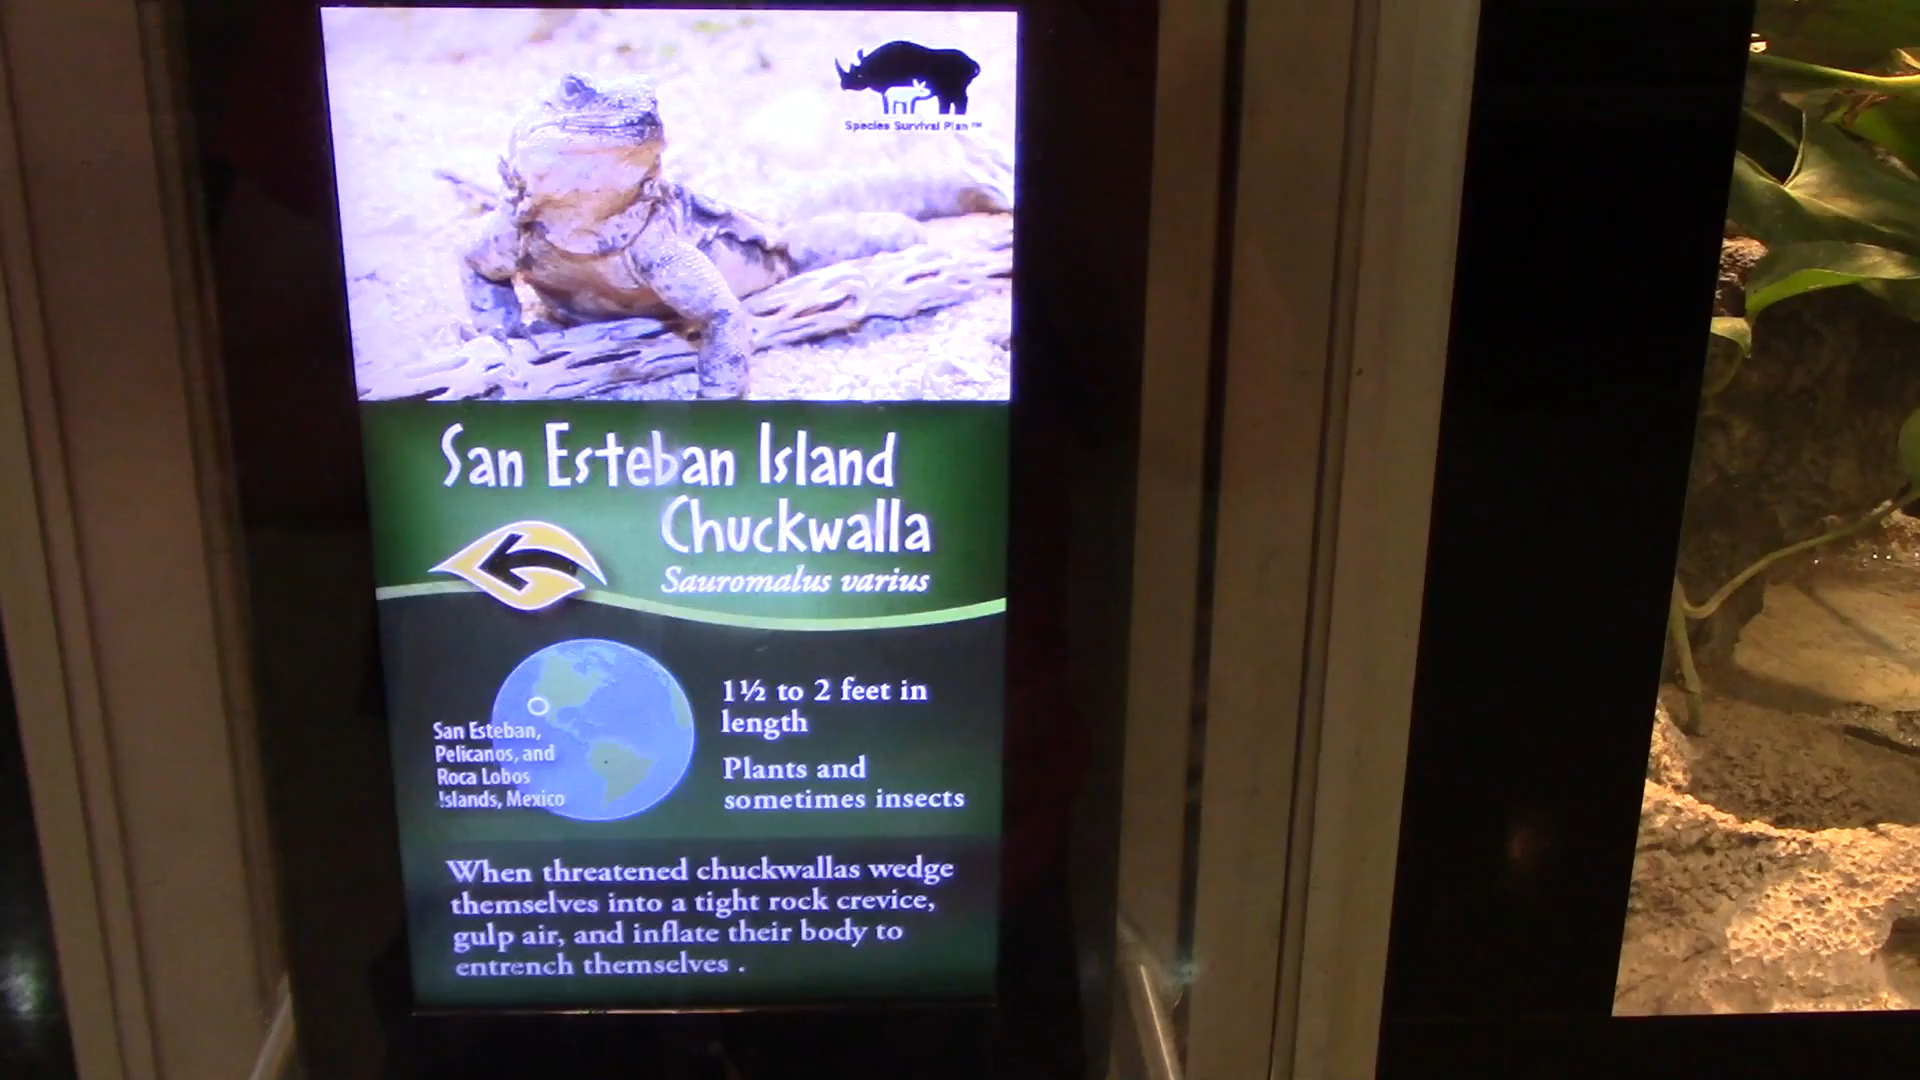 Species Survival Plan™
San Esteban Island
Chuckwalla
Sauromalus varius
San Esteban,
Pelicanos, and
Roca Lobos
Islands, Mexico
1½ to 2 feet in
length
Plants and
sometimes insects
When threatened chuckwallas wedge
themselves into a tight rock crevice,
gulp air, and inflate their body to
entrench themselves .